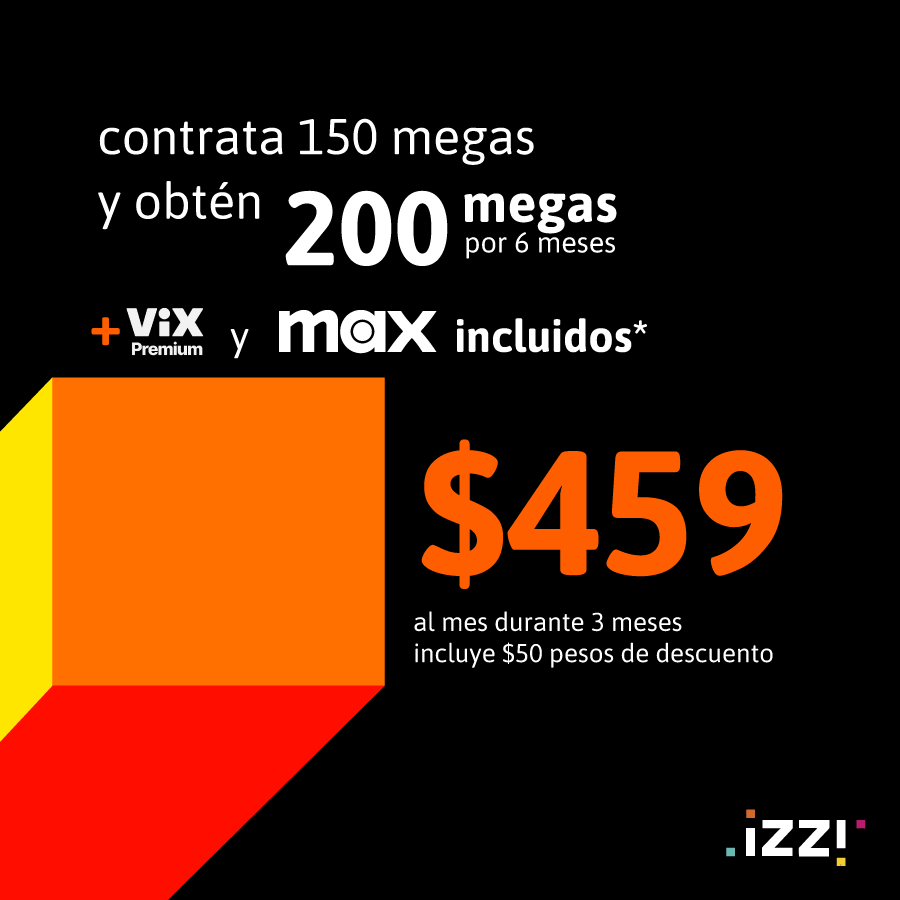 contrata 150 megas
y obtén 200 megas
por 6 meses
+ ViX Premium y max incluidos*
$459
al mes durante 3 meses
incluye $50 pesos de descuento
izzi